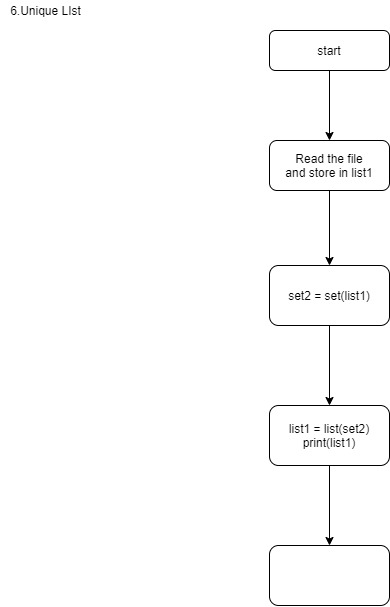 6.Unique LIst
start
Read the file
and store in list1
set2 = set(list1)
list1 = list(set2)
print(list1)